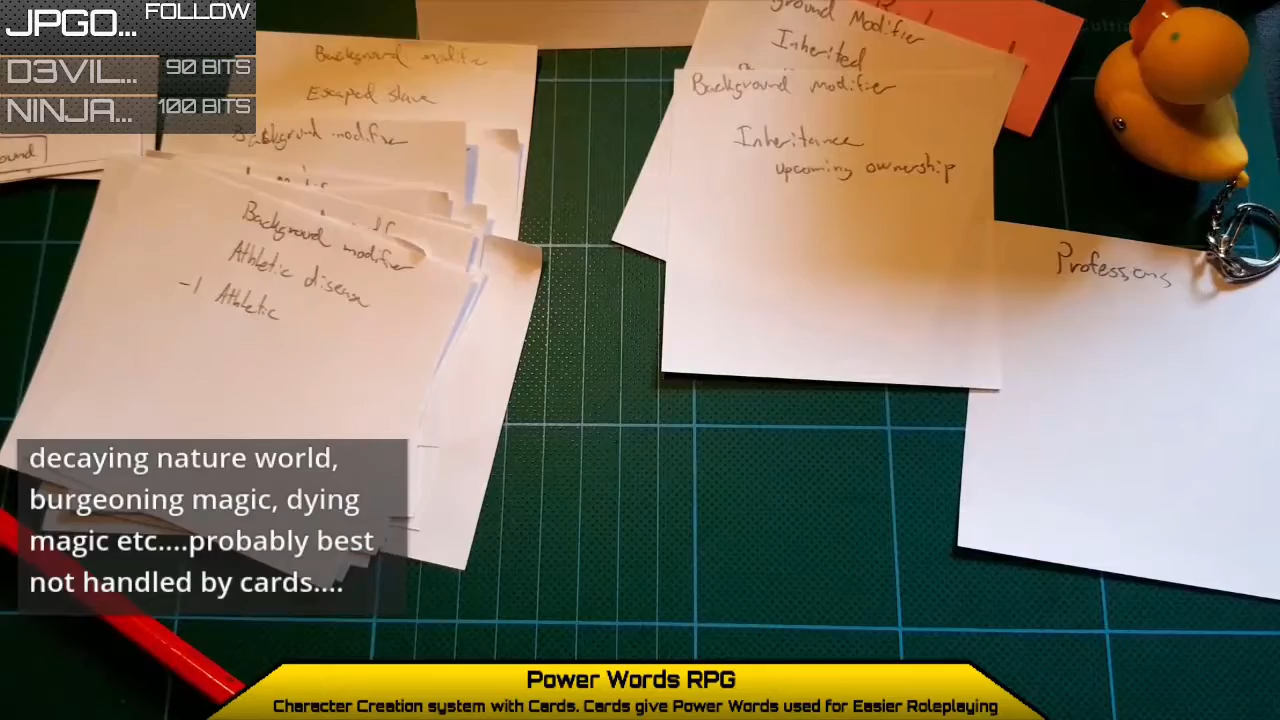 FOLLOW
JPGO...
D3VIL... 90 BITS
NINJA... 100 BITS
Background modifier
Escaped slave
Background modifier
Background modifier
Athletic disease
-1 Athletic
ground Modifier
Inherited
Background modifier
Inheritance
upcoming ownership
Professions
ound
decaying nature world,
burgeoning magic, dying
magic etc....probably best
not handled by cards....
Power Words RPG
Character Creation system with Cards. Cards give Power Words used for Easier Roleplaying